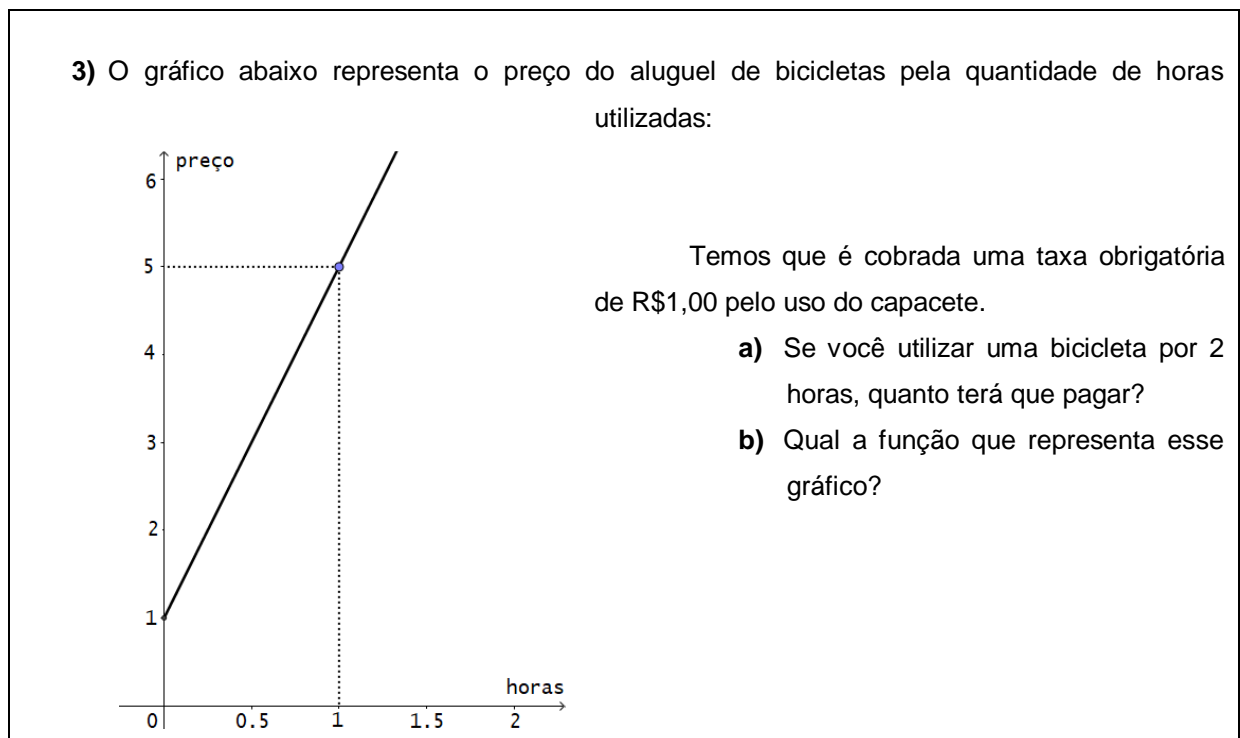 3) O gráfico abaixo representa o preço do aluguel de bicicletas pela quantidade de horas
utilizadas:
preço
6
5
4
3
2
1
horas
0 0.5 1 1.5 2
Temos que é cobrada uma taxa obrigatória
de R$1,00 pelo uso do capacete.
a) Se você utilizar uma bicicleta por 2
horas, quanto terá que pagar?
b) Qual a função que representa esse
gráfico?